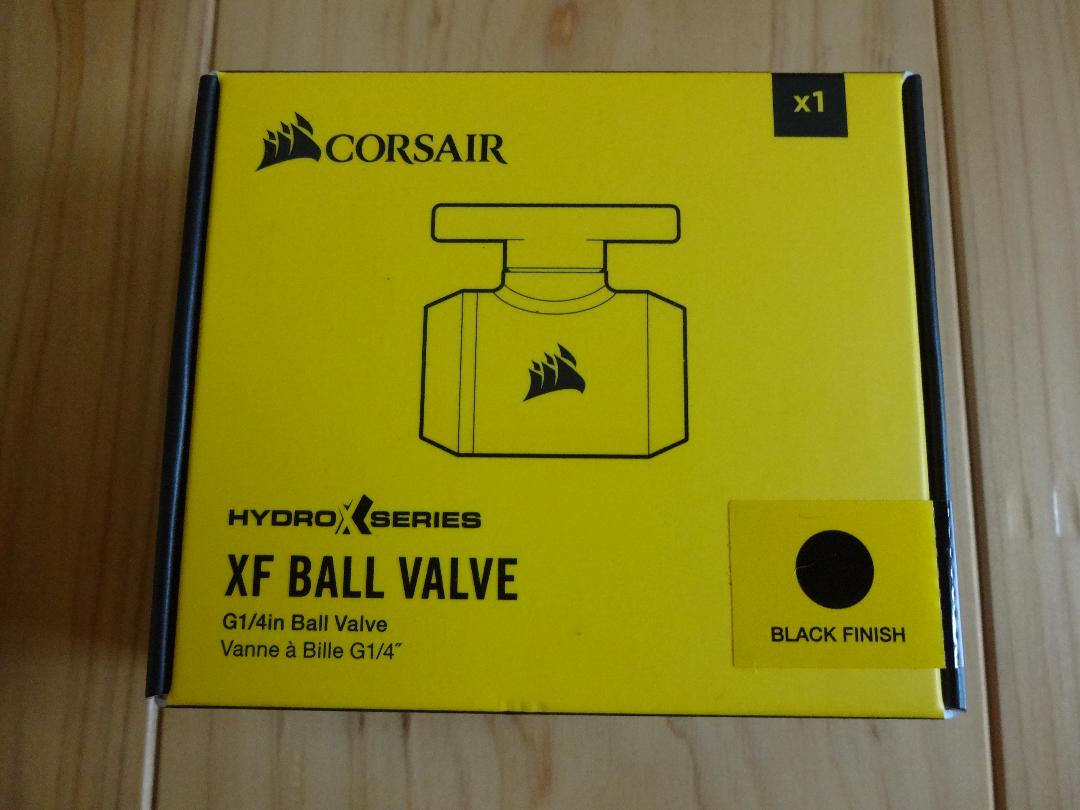 x1
CORSAIR
HYDRO X SERIES
XF BALL VALVE
G1/4in Ball Valve
Vanne à Bille G1/4˝
BLACK FINISH